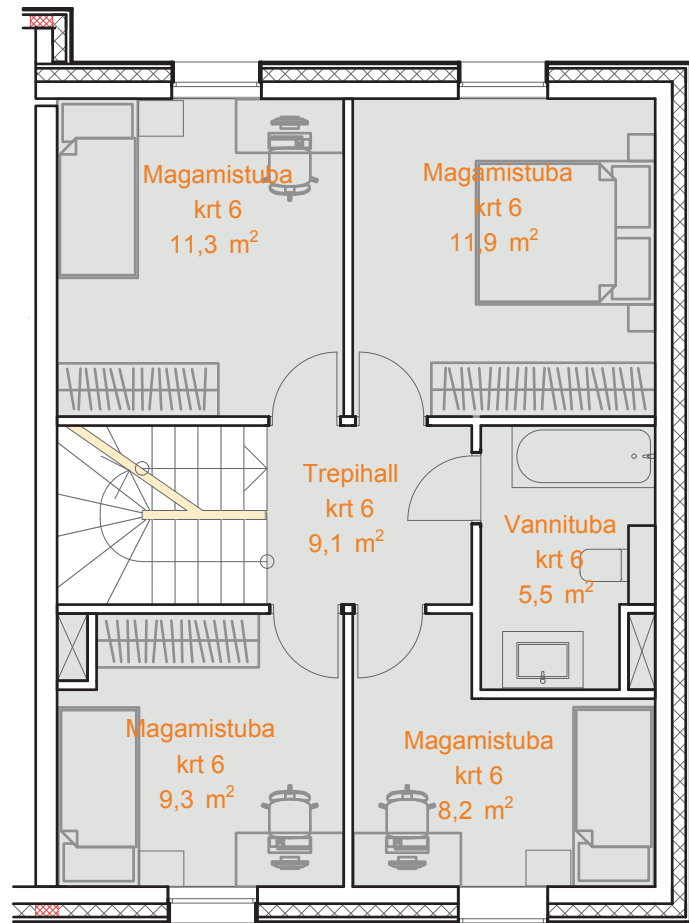 Magamistuba
krt 6
11,3 m²
Magamistuba
krt 6
11,9 m²
Trepihall
krt 6
9,1 m²
Vannituba
krt 6
5,5 m²
Magamistuba
krt 6
9,3 m²
Magamistuba
krt 6
8,2 m²